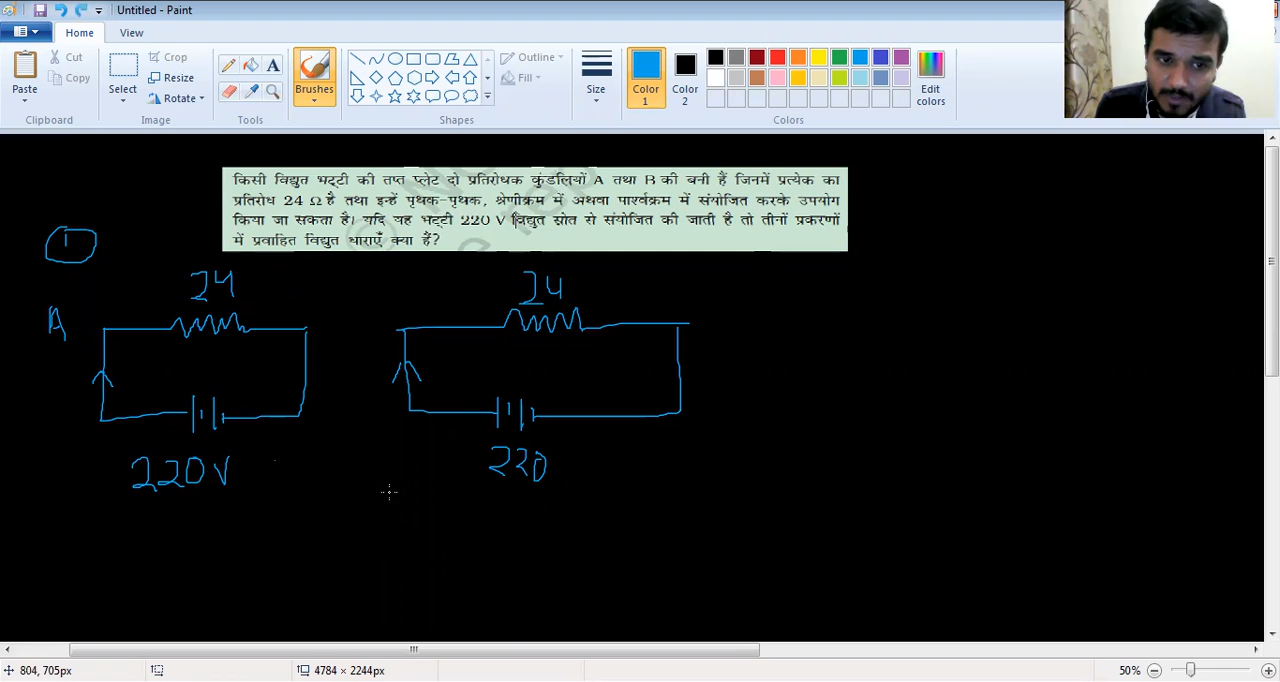 Untitled - Paint
Home
View
Paste
Cut
Copy
Clipboard
Select
Crop
Resize
Rotate
Image
A
Tools
Brushes
Outline
Fill
Shapes
Size
Color 1
Color 2
Edit colors
Colors
किसी विद्युत भट्टी की तप्त प्लेट दो प्रतिरोधक कुंडलियों A तथा B की बनी हैं जिनमें प्रत्येक का
प्रतिरोध 24 Ω है तथा इन्हें पृथक-पृथक, श्रेणीक्रम में अथवा पार्श्वक्रम में संयोजित करके उपयोग
किया जा सकता है। यदि यह भट्टी 220 V विद्युत स्रोत से संयोजित की जाती है तो तीनों प्रकरणों
में प्रवाहित विद्युत धाराएँ क्या हैं?
1
24
24
A
220V
220
804, 705px
4784 × 2244px
50%